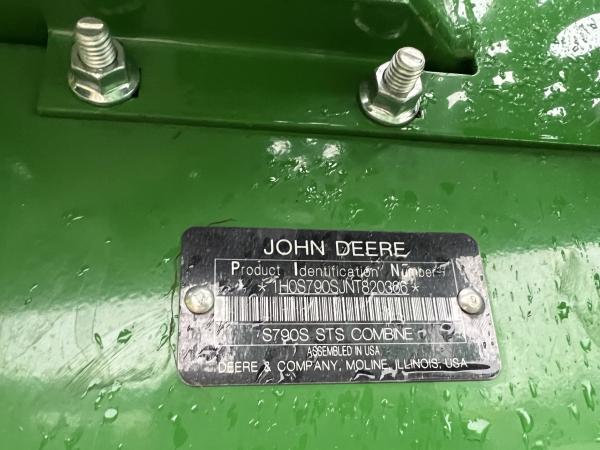 JOHN DEERE
Product Identification Number
*1H0S790SJNT820386*
S790S STS COMBINE
ASSEMBLED IN USA
DEERE & COMPANY, MOLINE, ILLINOIS, USA